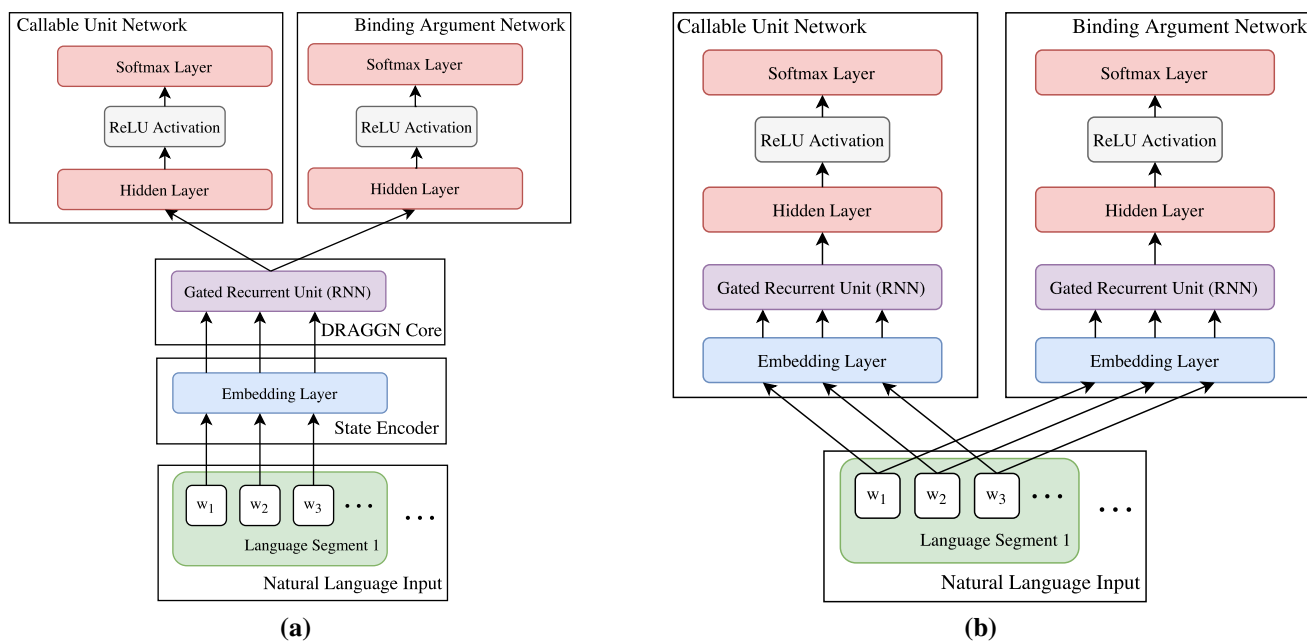 Callable Unit Network
Softmax Layer
ReLU Activation
Hidden Layer
Binding Argument Network
Softmax Layer
ReLU Activation
Hidden Layer
Gated Recurrent Unit (RNN)
DRAGGN Core
Embedding Layer
State Encoder
w1 w2 w3 ... ...
Language Segment 1
Natural Language Input
(a)
Callable Unit Network
Softmax Layer
ReLU Activation
Hidden Layer
Gated Recurrent Unit (RNN)
Embedding Layer
Binding Argument Network
Softmax Layer
ReLU Activation
Hidden Layer
Gated Recurrent Unit (RNN)
Embedding Layer
w1 w2 w3 ... ...
Language Segment 1
Natural Language Input
(b)